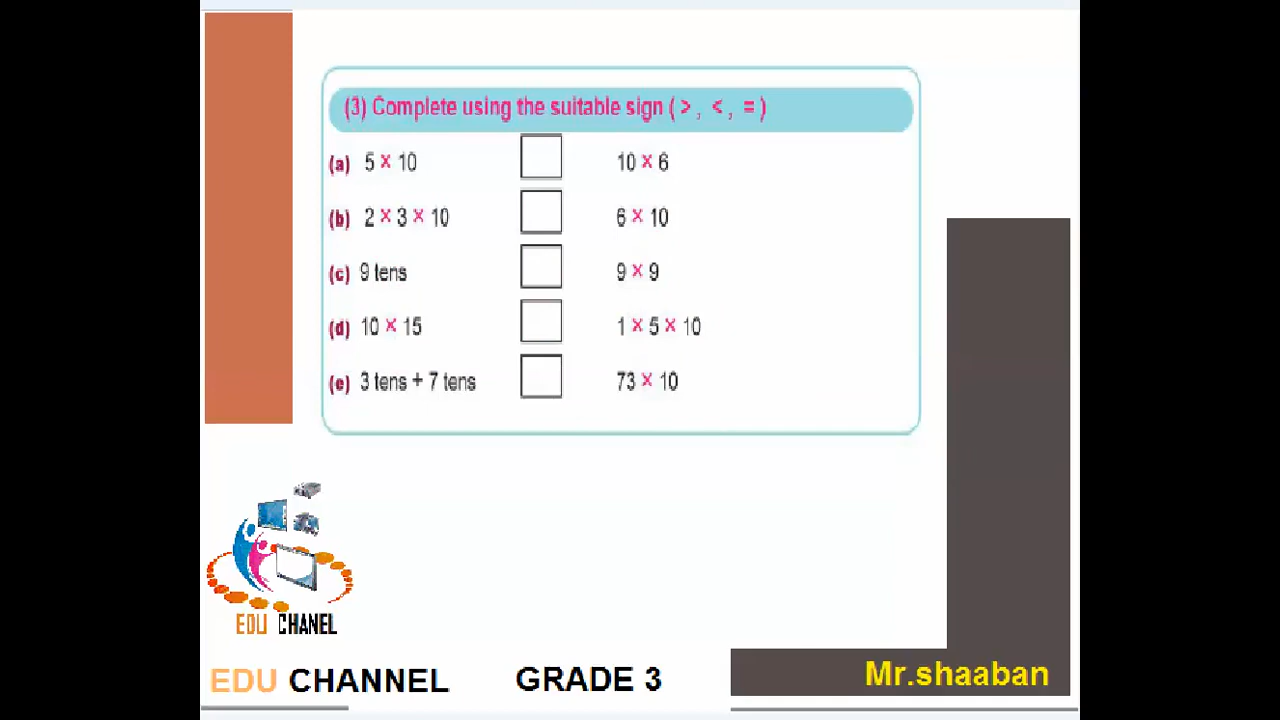 (3) Complete using the suitable sign ( > , < , = )
(a) 5 × 10 10 × 6
(b) 2 × 3 × 10 6 × 10
(c) 9 tens 9 × 9
(d) 10 × 15 1 × 5 × 10
(e) 3 tens + 7 tens 73 × 10
EDU CHANEL
EDU CHANNEL GRADE 3 Mr.shaaban